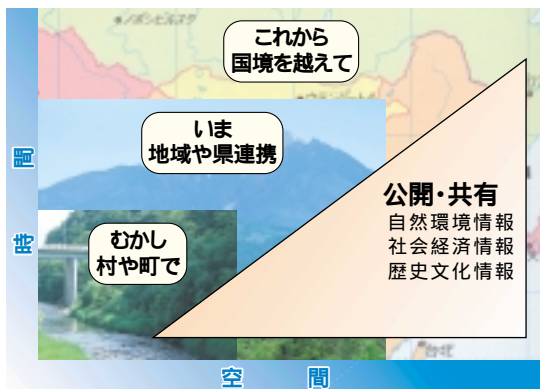 これから
国境を越えて
いま
地域や県連携
公開・共有
自然環境情報
社会経済情報
歴史文化情報
むかし
村や町で
時間
空間
台北